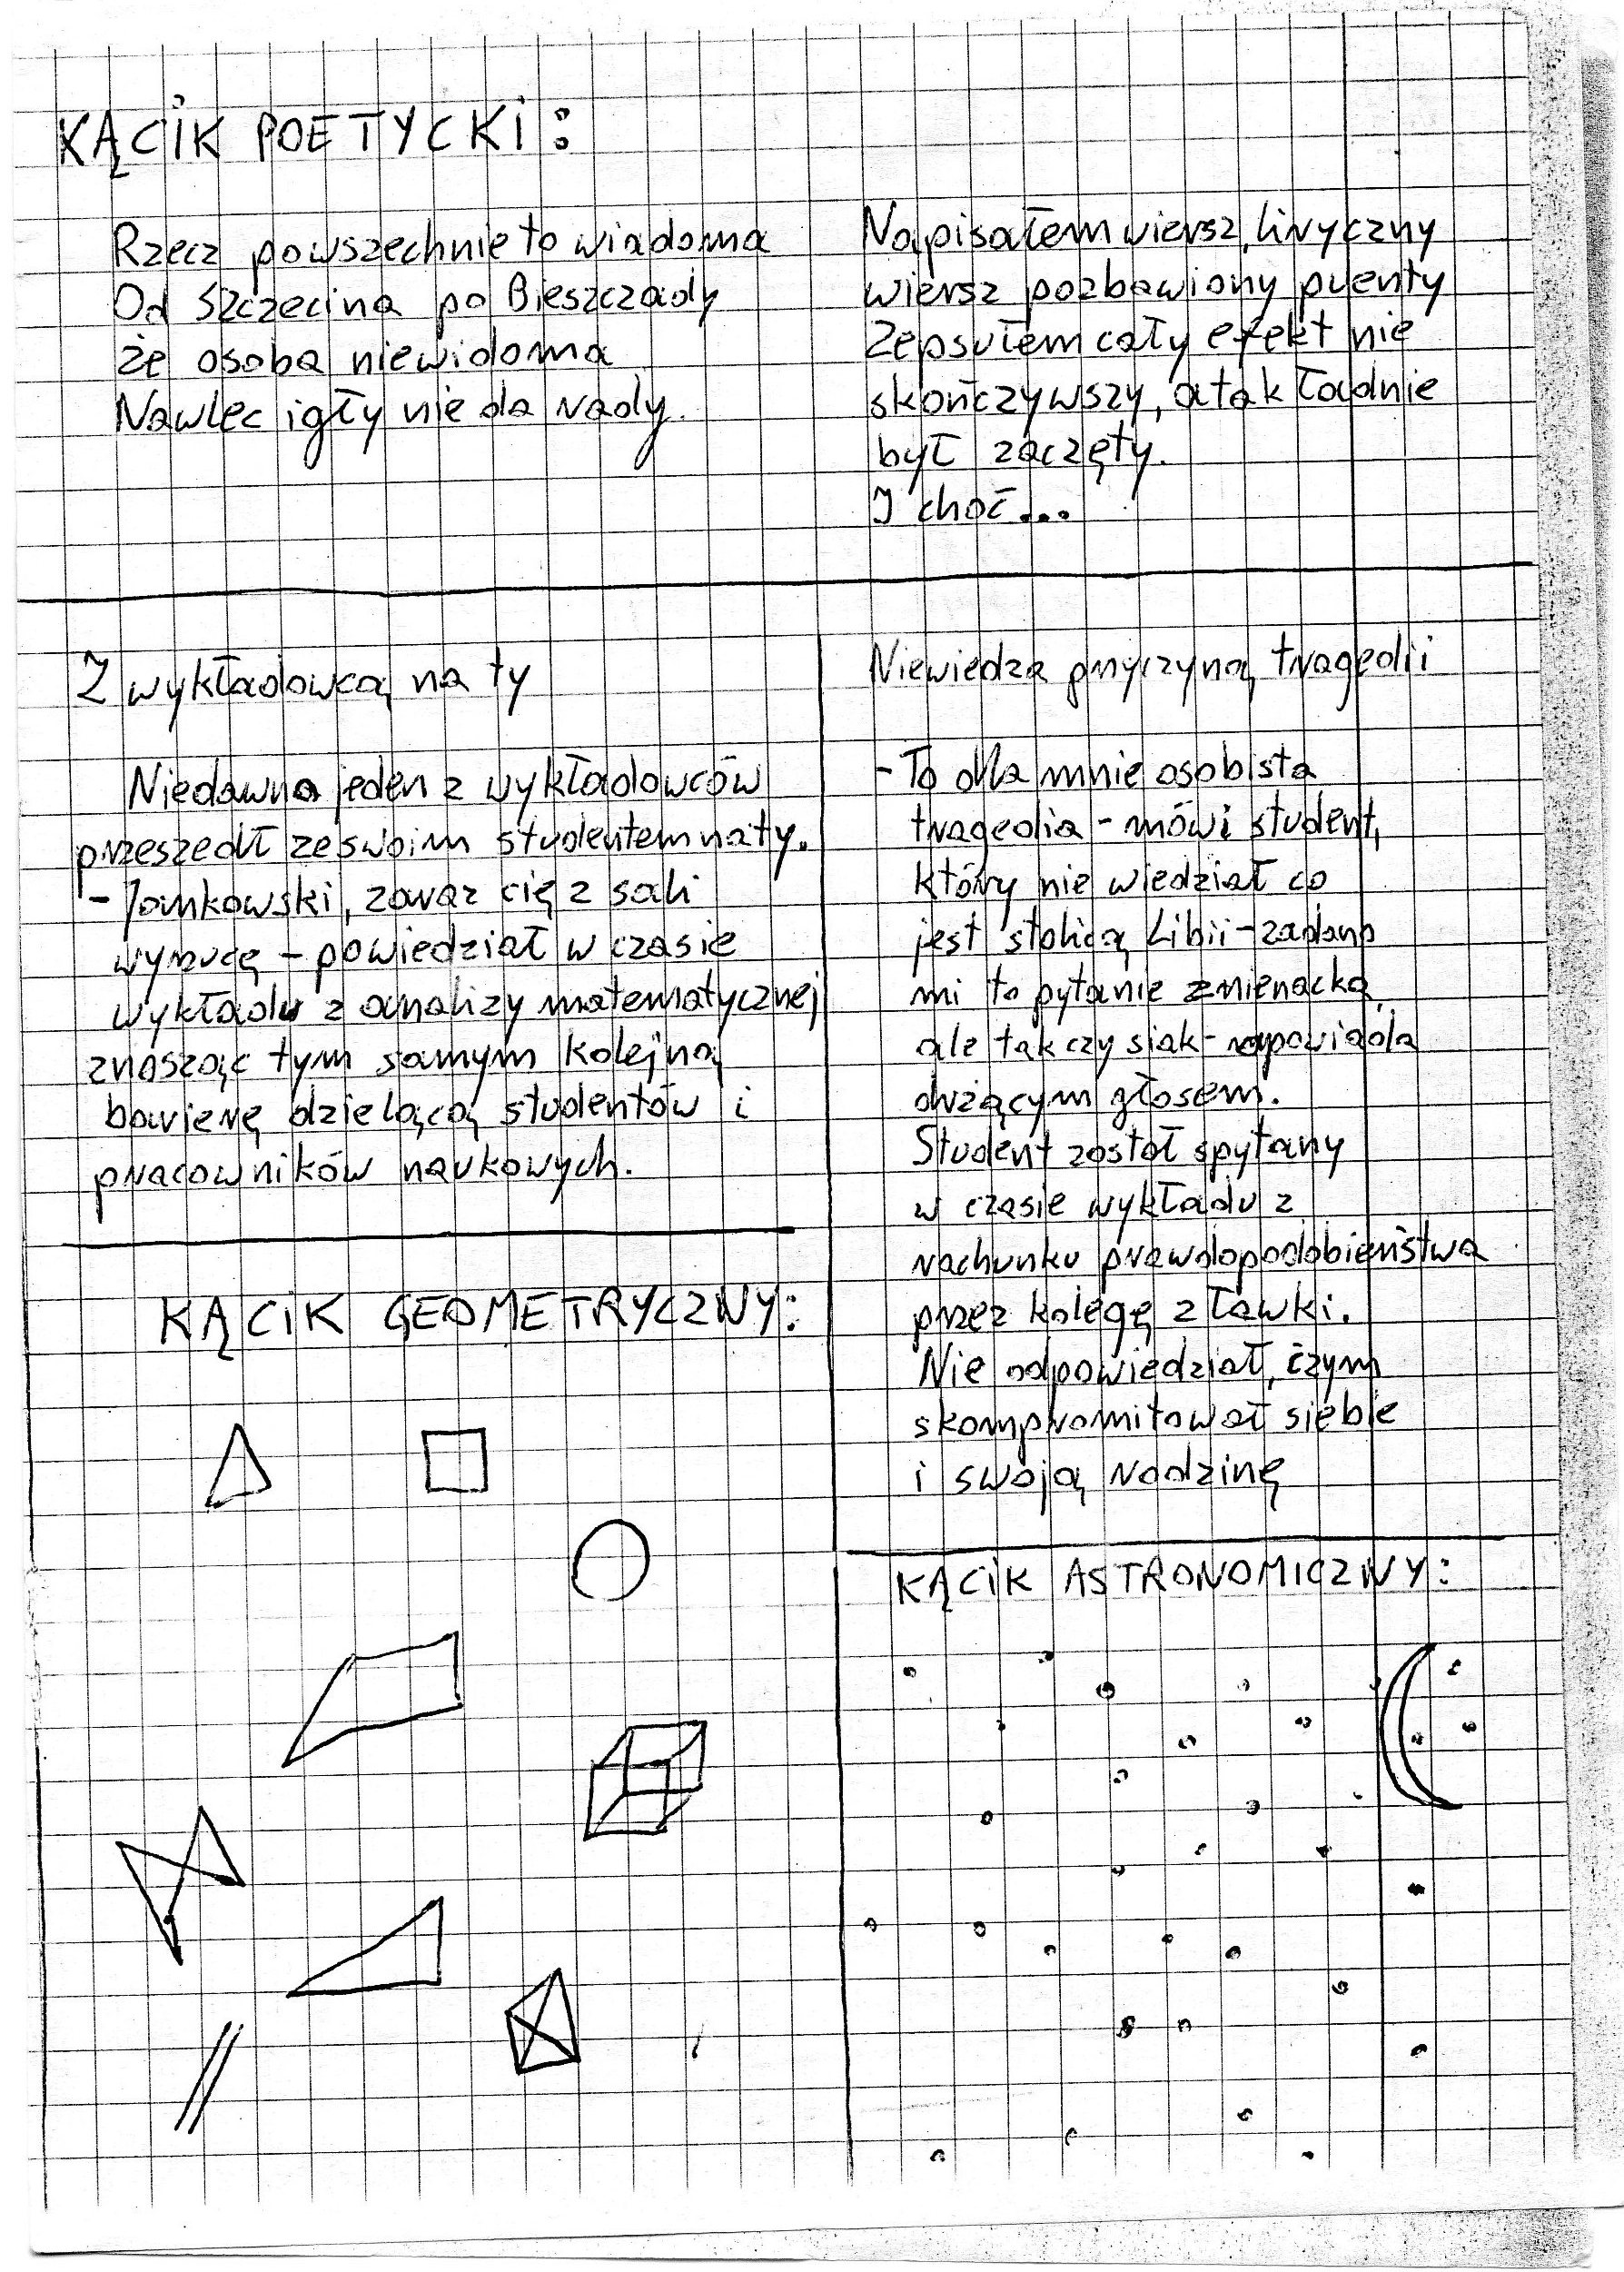 KĄCIK POETYCKI:
Rzecz powszechnie to wiadoma
Od Szczecina po Bieszczady
że osoba niewidoma
Nawlec igły nie da rady.
Napisałem wiersz, liryczny
wiersz pozbawiony puenty
Zepsułem cały efekt nie
skończywszy, a tak ładnie
był zaczęty.
I choć...
Z wykładowcą na ty
Niedawno jeden z wykładowców
przeszedł ze swoim studentem na ty.
- Jankowski, zaraz cię z sali
wyrzucę - powiedział w czasie
wykładu z analizy matematycznej
znosząc tym samym kolejną
barierę dzielącą studentów i
pracowników naukowych.
KĄCIK GEOMETRYCZNY:
Niewiedza przyczyną tragedii
- To dla mnie osobista
tragedia - mówi student,
który nie wiedział co
jest stolicą Libii - zadano
mi to pytanie znienacka,
ale tak czy siak -
drżącym głosem.
Student został spytany
w czasie wykładu z
rachunku prawdopodobieństwa
przez kolegę z ławki.
Nie odpowiedział, czym
skompromitował siebie
i swoją rodzinę
KĄCIK ASTRONOMICZNY: